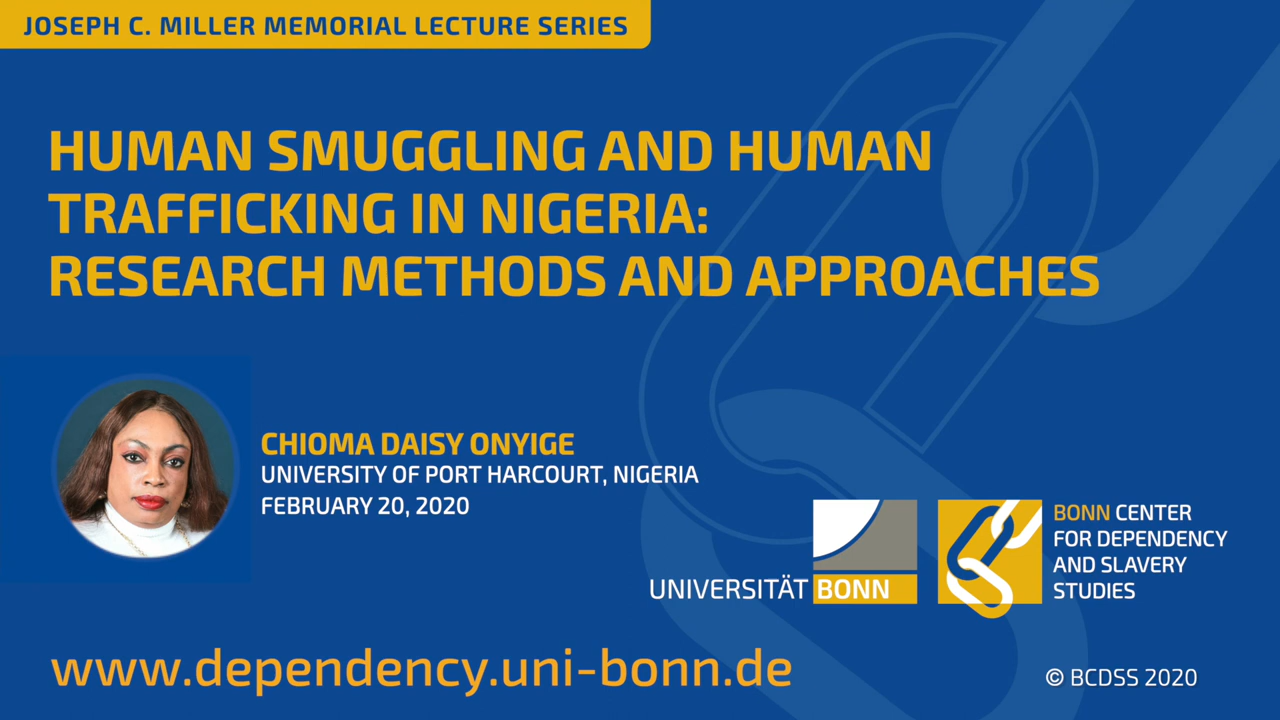 JOSEPH C. MILLER MEMORIAL LECTURE SERIES
HUMAN SMUGGLING AND HUMAN
TRAFFICKING IN NIGERIA:
RESEARCH METHODS AND APPROACHES
CHIOMA DAISY ONYIGE
UNIVERSITY OF PORT HARCOURT, NIGERIA
FEBRUARY 20, 2020
UNIVERSITÄT BONN
BONN CENTER
FOR DEPENDENCY
AND SLAVERY
STUDIES
www.dependency.uni-bonn.de
© BCDSS 2020